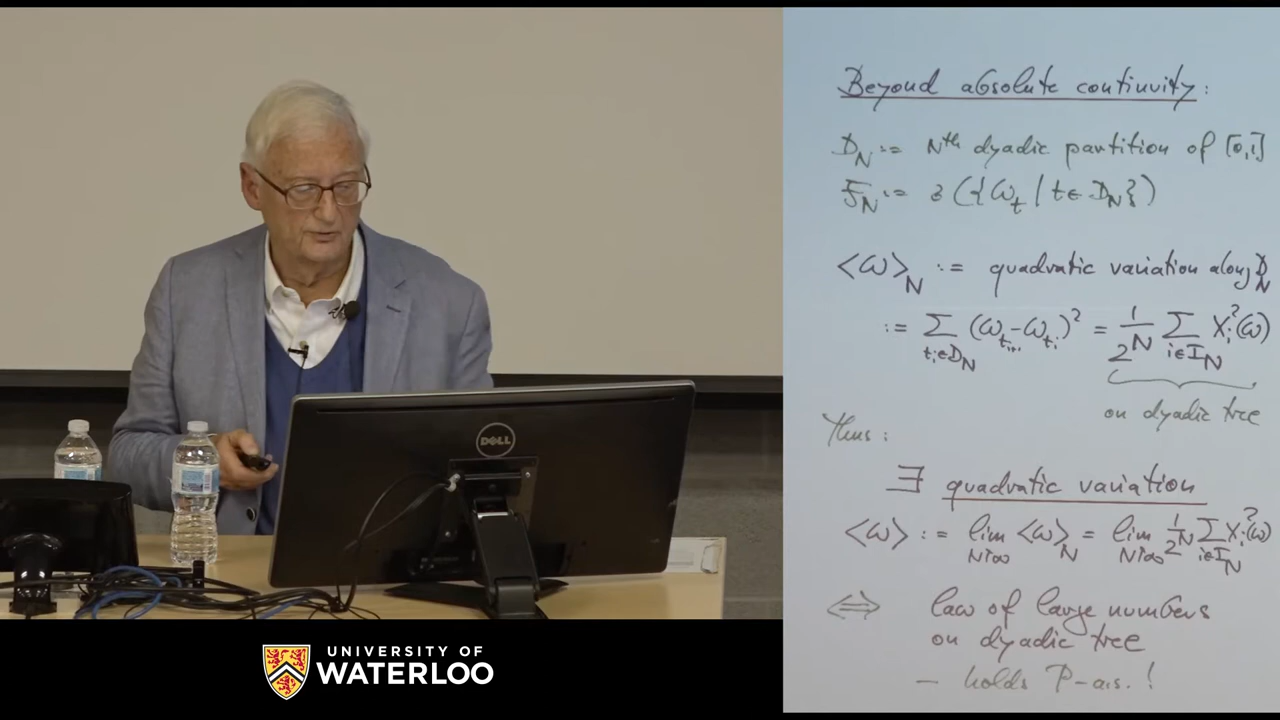 Beyond absolute continuity:
D_N := Nth dyadic partition of [0,1]
F_N := σ({ω_t | t ∈ D_N})
<ω>_N := quadratic variation along D_N
:= Σ_{t_i∈D_N} (ω_{t_{i+1}} - ω_{t_i})² = 1/2^N Σ_{i∈I_N} X_i²(ω)
on dyadic tree
Thus:
∃ quadratic variation
<ω> := lim_{N↑∞} <ω>_N = lim_{N↑∞} 1/2^N Σ_{i∈I_N} X_i²(ω)
⇔ law of large numbers
on dyadic tree
– holds P-a.s.!
DELL
UNIVERSITY OF
WATERLOO